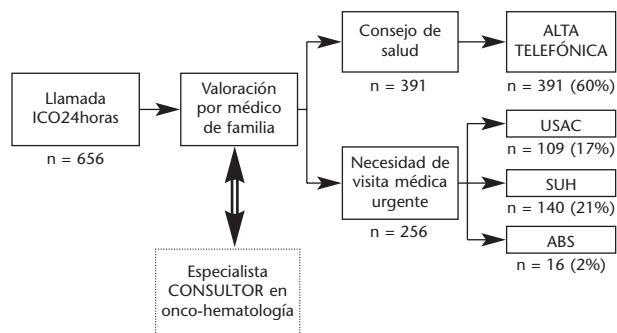 Llamada
ICO24horas
n = 656
Valoración
por médico
de familia
Especialista
CONSULTOR en
onco-hematología
Consejo de
salud
n = 391
ALTA
TELEFÓNICA
n = 391 (60%)
Necesidad de
visita médica
urgente
n = 256
USAC
n = 109 (17%)
SUH
n = 140 (21%)
ABS
n = 16 (2%)